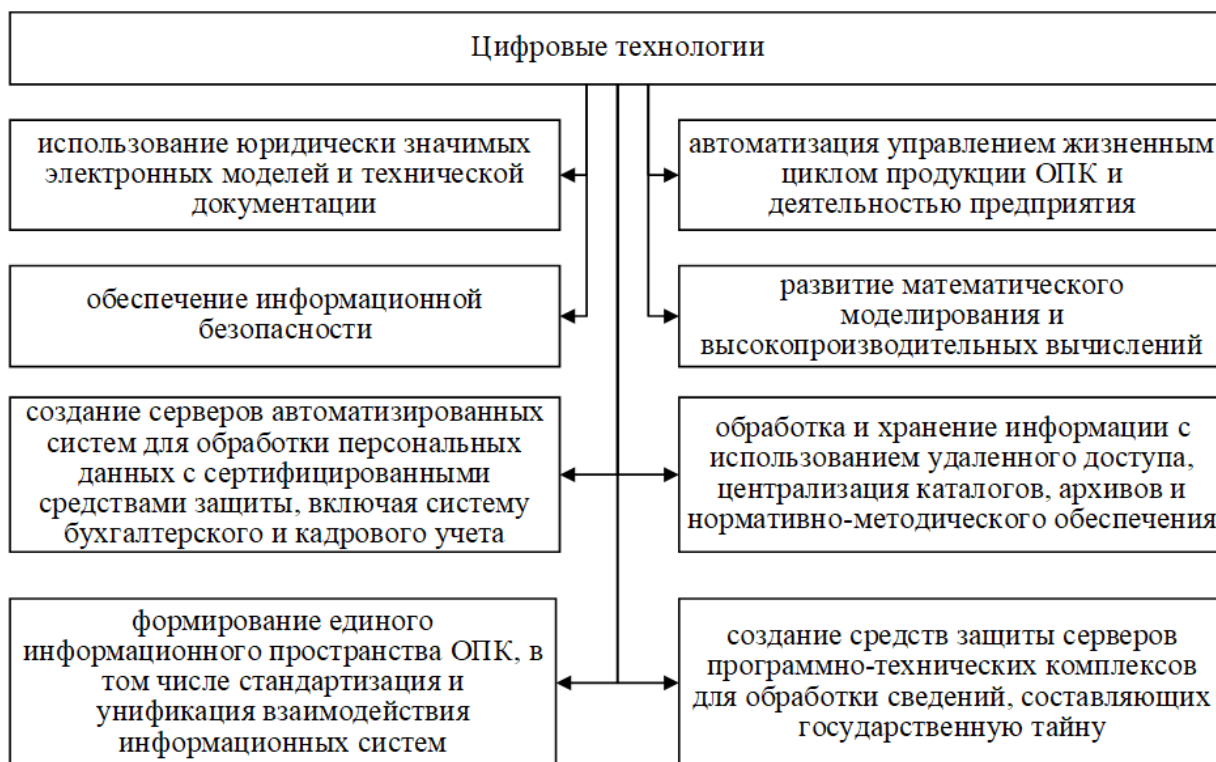 Цифровые технологии
использование юридически значимых
электронных моделей и технической
документации
автоматизация управлением жизненным
циклом продукции ОПК и
деятельностью предприятия
обеспечение информационной
безопасности
развитие математического
моделирования и
высокопроизводительных вычислений
создание серверов автоматизированных
систем для обработки персональных
данных с сертифицированными
средствами защиты, включая систему
бухгалтерского и кадрового учета
обработка и хранение информации с
использованием удаленного доступа,
централизация каталогов, архивов и
нормативно-методического обеспечения
формирование единого
информационного пространства ОПК, в
том числе стандартизация и
унификация взаимодействия
информационных систем
создание средств защиты серверов
программно-технических комплексов
для обработки сведений, составляющих
государственную тайну